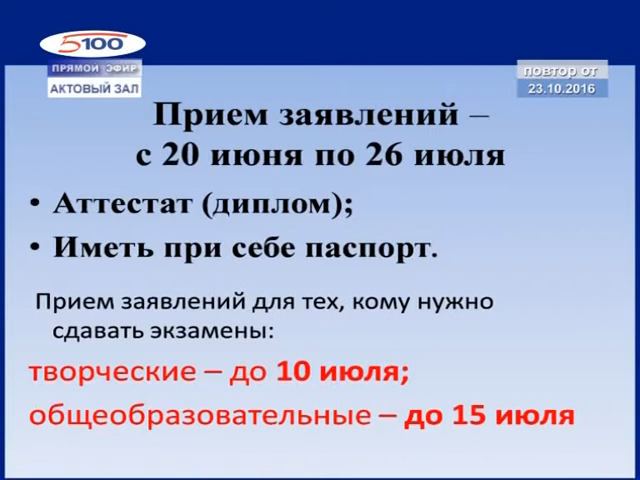 5100
ПРЯМОЙ ЭФИР
АКТОВЫЙ ЗАЛ
повтор от
23.10.2016
Прием заявлений –
с 20 июня по 26 июля
• Аттестат (диплом);
• Иметь при себе паспорт.
Прием заявлений для тех, кому нужно
сдавать экзамены:
творческие – до 10 июля;
общеобразовательные – до 15 июля